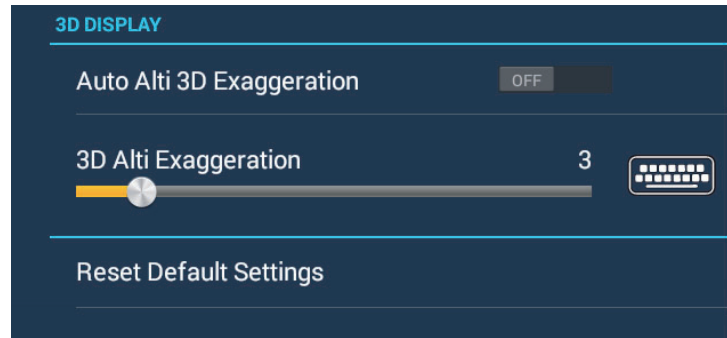 3D DISPLAY
Auto Alti 3D Exaggeration OFF
3D Alti Exaggeration 3
Reset Default Settings